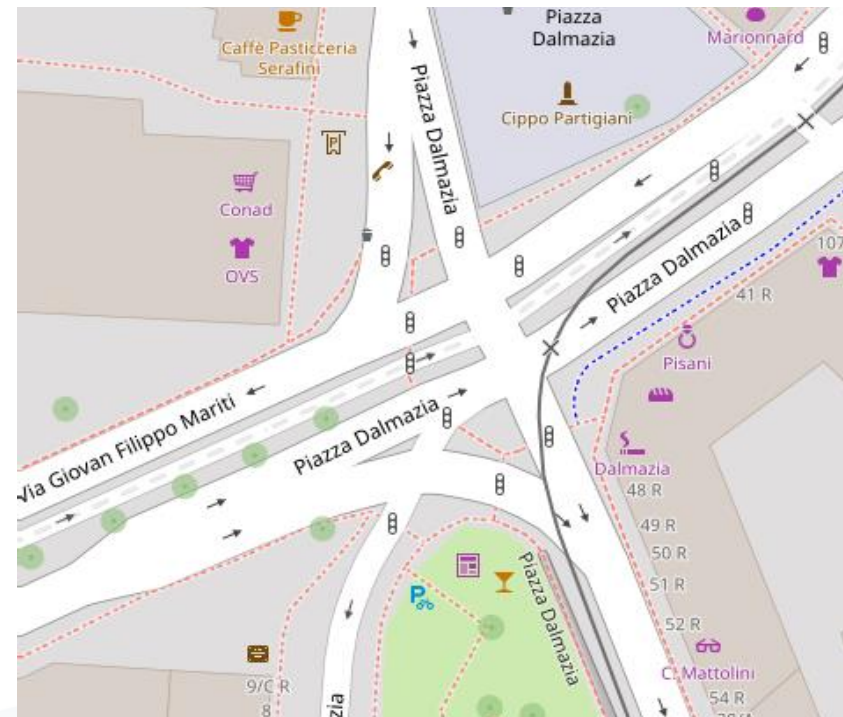 Piazza
Dalmazia
Marionnard
Caffè Pasticceria
Serafini
Cippo Partigiani
Piazza Dalmazia
P
Conad
OVS
Piazza Dalmazia
107
41 R
Pisani
Via Giovan Filippo Mariti
Piazza Dalmazia
Dalmazia
48 R
49 R
50 R
51 R
52 R
P
Piazza Dalmazia
C. Mattolini
54 R
9/C R
8
zia